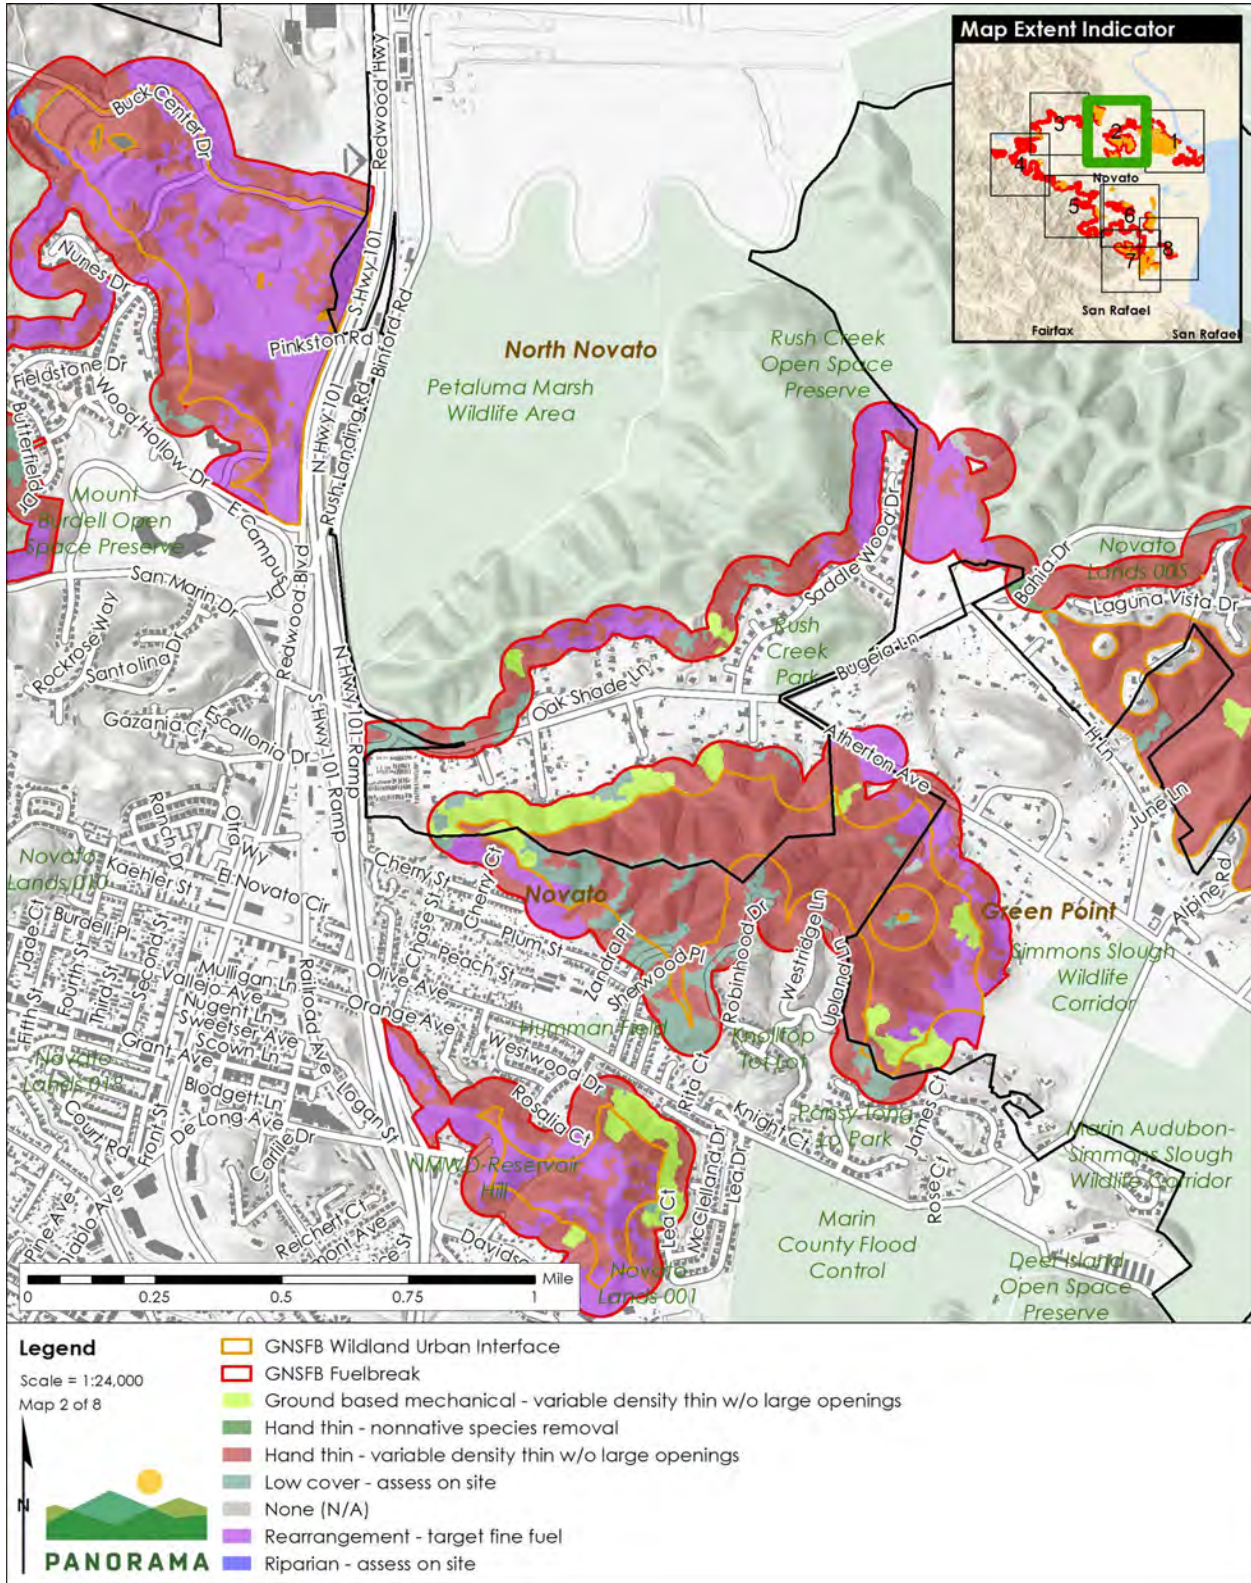 Map Extent Indicator
3
2
1
4
Novato
5
6
8
7
San Rafael
Fairfax
San Rafael
Redwood Hwy
Buck Center Dr
S Hwy 101
Nunes Dr
Pinkston Rd
Binford Rd
North Novato
Petaluma Marsh
Wildlife Area
Rush Creek
Open Space
Preserve
Fieldstone Dr
Wood Hollow Dr
Butterfield Dr
N Hwy 101
Rush Landing Rd
Mount
Burdell Open
Space Preserve
E Campus Dr
San Marin Dr
Redwood Blvd
Saddle Wood Dr
Bahia Dr
Novato
Lands 005
Laguna Vista Dr
Rockrose Way
Santolina Dr
Rush
Creek
Park
Bugeia Ln
Oak Shade Ln
N Hwy 101 Ramp
S Hwy 101 Ramp
Gazania Ct
Escallonia Dr
Atherton Ave
H Ln
June Ln
Ranch Dr
Otra Wy
Novato
Lands 010
Kaehler St
El Novato Cir
Cherry St
Cherry Ct
Novato
Green Point
Alpine Rd
Jade Ct
Burdell Pl
Chase St
Plum St
Peach St
Zandra Pl
Sherwood Pl
Robinhood Dr
Westridge Ln
Upland Ln
Simmons Slough
Wildlife
Corridor
Fifth St
Fourth St
Third St
Second St
Mulligan Ln
Vallejo Ave
Nugent Ln
Sweetser Ave
Scown Ln
Railroad Ave
Olive Ave
Orange Ave
Grant Ave
Humman Field
Knolltop
Tot Lot
Novato
Lands 018
Blodgett Ln
De Long Ave
Logan St
Westwood Dr
Rosalia Ct
Rita Ct
Knight Ct
Pansy Tong
Lo Park
James Ct
Court Rd
Front St
Carlile Dr
NMWD-Reservoir
Hill
McClelland Dr
Lea Dr
Lea Ct
Rose Ct
Marin Audubon-
Simmons Slough
Wildlife Corridor
Pine Ave
Diablo Ave
Reichert Ct
Marin
County Flood
Control
Novato
Lands 001
Deer Island
Open Space
Preserve
Mile
0 0.25 0.5 0.75 1
Legend
Scale = 1:24,000
Map 2 of 8
N
PANORAMA
GNSFB Wildland Urban Interface
GNSFB Fuelbreak
Ground based mechanical - variable density thin w/o large openings
Hand thin - nonnative species removal
Hand thin - variable density thin w/o large openings
Low cover - assess on site
None (N/A)
Rearrangement - target fine fuel
Riparian - assess on site